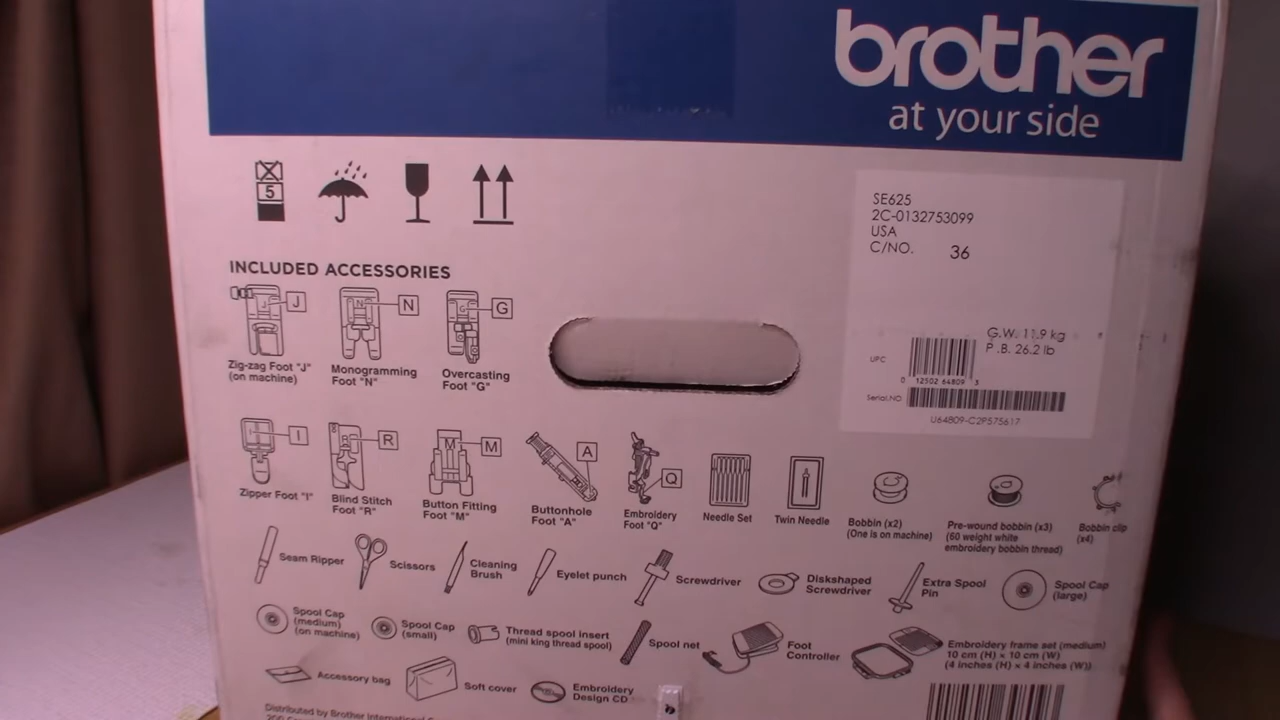 brother
at your side
5
SE625
2C-0132753099
USA
C/NO. 36
G.W. 11.9 kg
P.B. 26.2 lb
UPC
0 12502 64809 3
Serial.NO
U64809-C2P575617
INCLUDED ACCESSORIES
J
N
G
Zig-zag Foot "J"
(on machine)
Monogramming
Foot "N"
Overcasting
Foot "G"
I
R
M
A
Q
Zipper Foot "I"
Blind Stitch
Foot "R"
Button Fitting
Foot "M"
Buttonhole
Foot "A"
Embroidery
Foot "Q"
Needle Set
Twin Needle
Bobbin (x2)
(One is on machine)
Pre-wound bobbin (x3)
(60 weight white
embroidery bobbin thread)
Bobbin clip
(x4)
Seam Ripper
Scissors
Cleaning
Brush
Eyelet punch
Screwdriver
Diskshaped
Screwdriver
Extra Spool
Pin
Spool Cap
(large)
Spool Cap
(medium)
(on machine)
Spool Cap
(small)
Thread spool insert
(mini king thread spool)
Spool net
Foot
Controller
Embroidery frame set (medium)
10 cm (H) × 10 cm (W)
(4 inches (H) × 4 inches (W))
Accessory bag
Soft cover
Embroidery
Design CD
Distributed by Brother International